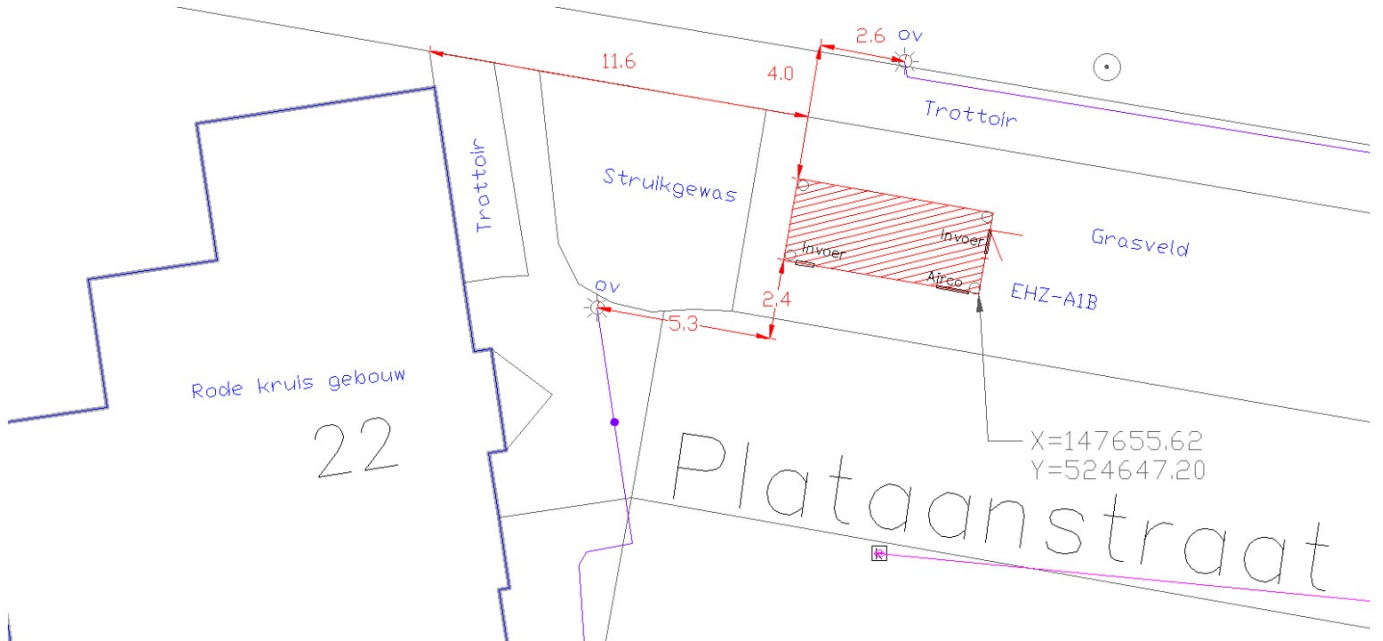 2.6
OV
11.6
4.0
Trottoir
Trottoir
Struikgewas
Invoer
Grasveld
Invoer
Airco
EHZ-A1B
OV
2.4
5.3
Rode kruis gebouw
22
X=147655.62
Y=524647.20
Plataanstraat
R